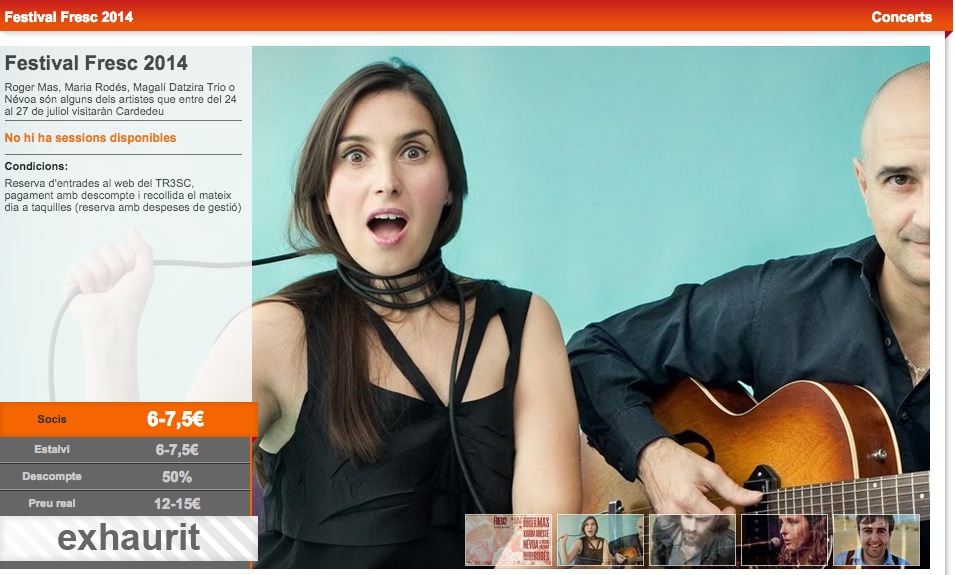 Festival Fresc 2014
Concerts
Festival Fresc 2014
Roger Mas, Maria Rodés, Magalí Datzira Trio o
Névoa són alguns dels artistes que entre del 24
al 27 de juliol visitaràn Cardedeu
No hi ha sessions disponibles
Condicions:
Reserva d'entrades al web del TR3SC,
pagament amb descompte i recollida el mateix
dia a taquilles (reserva amb despeses de gestió)
Socis 6-7,5€
Estalvi 6-7,5€
Descompte 50%
Preu real 12-15€
exhaurit
FRESC
ROGER MAS
NÉVOA
MARIA RODÉS